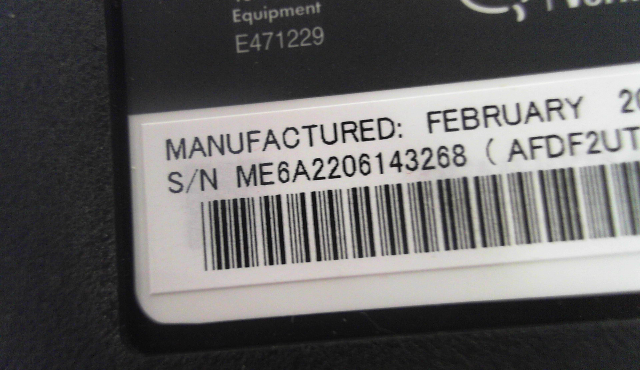 Equipment
E471229
MANUFACTURED: FEBRUARY
S/N ME6A2206143268 ( AFDF2UT